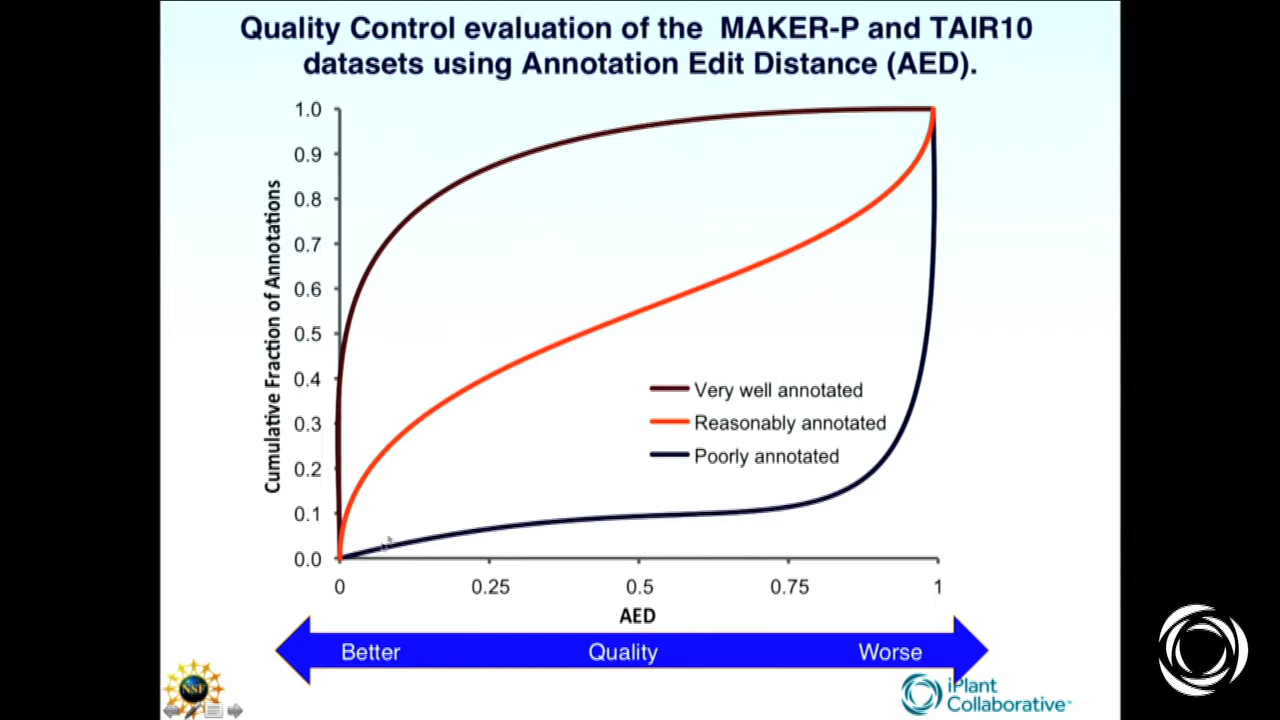 Quality Control evaluation of the MAKER-P and TAIR10
datasets using Annotation Edit Distance (AED).
Cumulative Fraction of Annotations
1.0
0.9
0.8
0.7
0.6
0.5
0.4
0.3
0.2
0.1
0.0
Very well annotated
Reasonably annotated
Poorly annotated
0 0.25 0.5 0.75 1
AED
Better Quality Worse
NSF
iPlant
Collaborative™